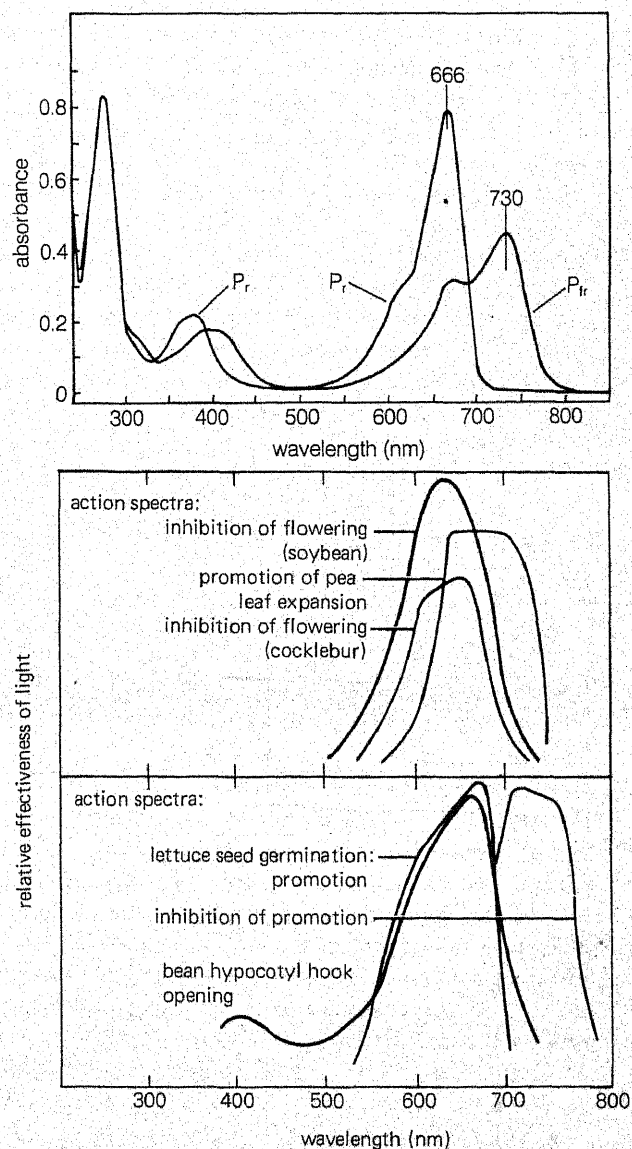 666
730
0.8
0.6
0.4
0.2
0
absorbance
Pr
Pr
Pfr
300 400 500 600 700 800
wavelength (nm)
action spectra:
inhibition of flowering
(soybean)
promotion of pea
leaf expansion
inhibition of flowering
(cocklebur)
relative effectiveness of light
action spectra:
lettuce seed germination:
promotion
inhibition of promotion
bean hypocotyl hook
opening
300 400 500 600 700 800
wavelength (nm)